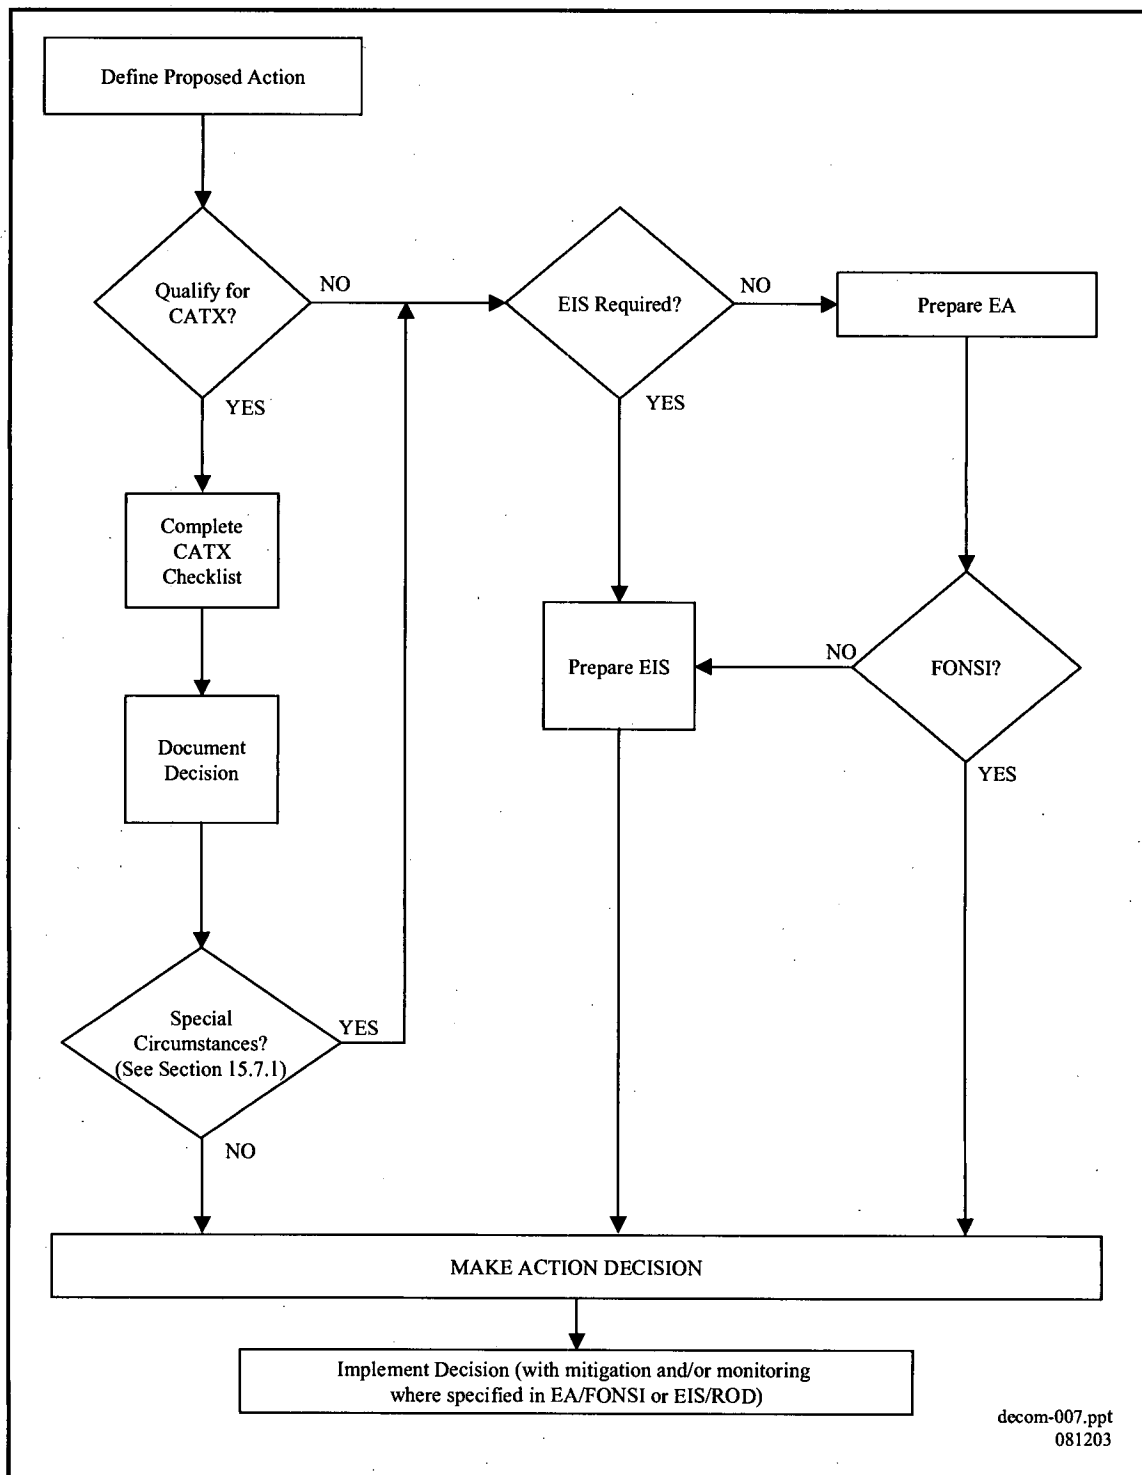 Define Proposed Action
Qualify for
CATX?
NO
YES
EIS Required?
NO
YES
Prepare EA
Complete
CATX
Checklist
Document
Decision
Prepare EIS
NO
FONSI?
YES
Special
Circumstances?
(See Section 15.7.1)
YES
NO
MAKE ACTION DECISION
Implement Decision (with mitigation and/or monitoring
where specified in EA/FONSI or EIS/ROD)
decom-007.ppt
081203